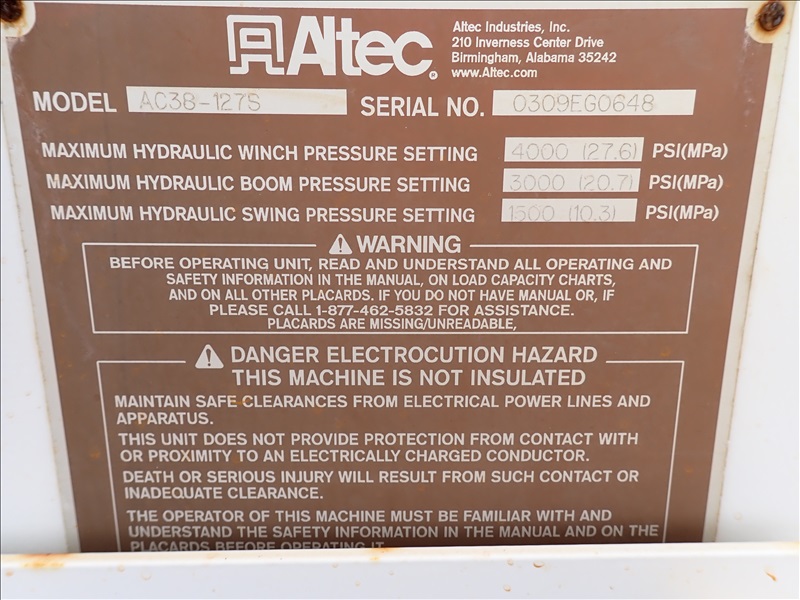 Altec
Altec Industries, Inc.
210 Inverness Center Drive
Birmingham, Alabama 35242
www.Altec.com
MODEL AC38-127S SERIAL NO. 0309EG0648
MAXIMUM HYDRAULIC WINCH PRESSURE SETTING 4000 (27.6) PSI(MPa)
MAXIMUM HYDRAULIC BOOM PRESSURE SETTING 3000 (20.7) PSI(MPa)
MAXIMUM HYDRAULIC SWING PRESSURE SETTING 1500 (10.3) PSI(MPa)
WARNING
BEFORE OPERATING UNIT, READ AND UNDERSTAND ALL OPERATING AND
SAFETY INFORMATION IN THE MANUAL, ON LOAD CAPACITY CHARTS,
AND ON ALL OTHER PLACARDS. IF YOU DO NOT HAVE MANUAL OR, IF
PLEASE CALL 1-877-462-5832 FOR ASSISTANCE.
PLACARDS ARE MISSING/UNREADABLE,
DANGER ELECTROCUTION HAZARD
THIS MACHINE IS NOT INSULATED
MAINTAIN SAFE CLEARANCES FROM ELECTRICAL POWER LINES AND
APPARATUS.
THIS UNIT DOES NOT PROVIDE PROTECTION FROM CONTACT WITH
OR PROXIMITY TO AN ELECTRICALLY CHARGED CONDUCTOR.
DEATH OR SERIOUS INJURY WILL RESULT FROM SUCH CONTACT OR
INADEQUATE CLEARANCE.
THE OPERATOR OF THIS MACHINE MUST BE FAMILIAR WITH AND
UNDERSTAND THE SAFETY INFORMATION IN THE MANUAL AND ON THE
PLACARDS BEFORE OPERATING IT